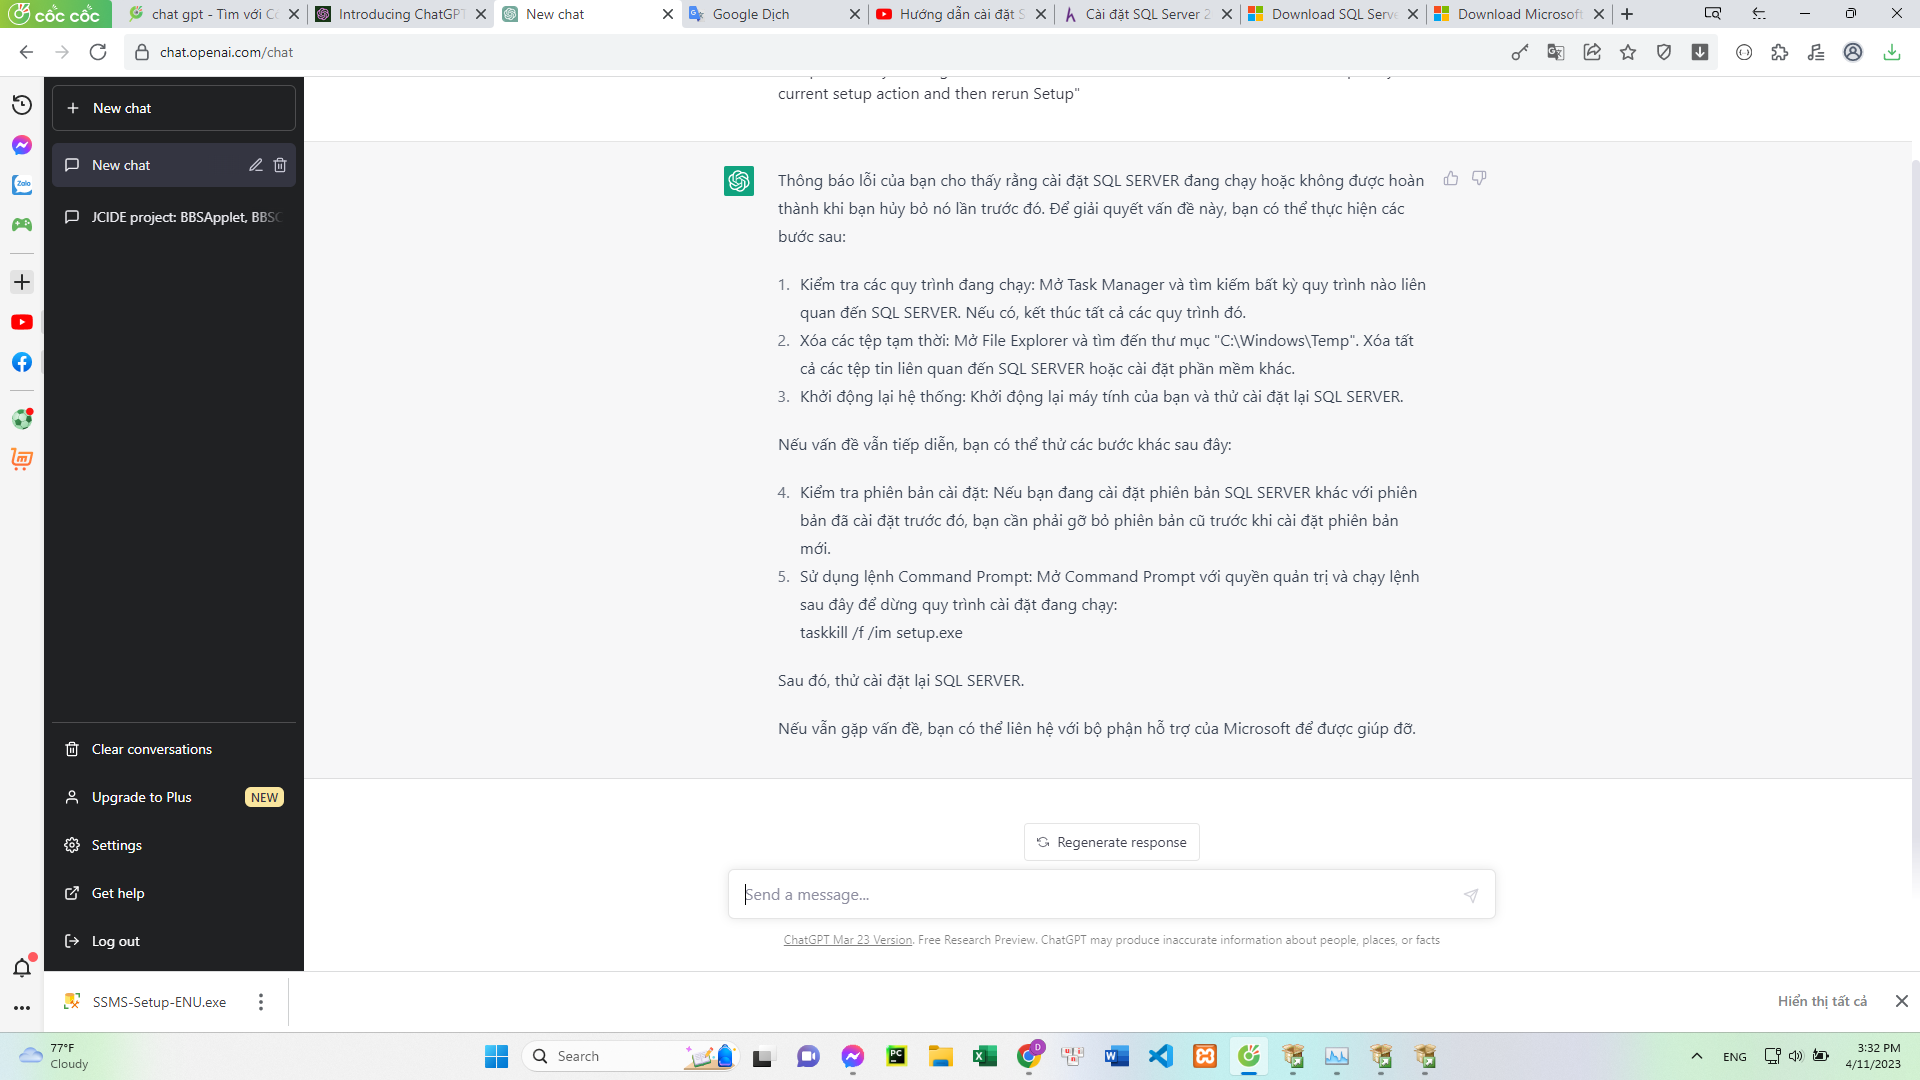 cốc cốc
chat gpt - Tìm với Cố
Introducing ChatGPT
New chat
Google Dịch
Hướng dẫn cài đặt S
Cài đặt SQL Server 2
Download SQL Serve
Download Microsoft
chat.openai.com/chat
current setup action and then rerun Setup"
New chat
New chat
JCIDE project: BBSApplet, BBSC
Thông báo lỗi của bạn cho thấy rằng cài đặt SQL SERVER đang chạy hoặc không được hoàn
thành khi bạn hủy bỏ nó lần trước đó. Để giải quyết vấn đề này, bạn có thể thực hiện các
bước sau:
1. Kiểm tra các quy trình đang chạy: Mở Task Manager và tìm kiếm bất kỳ quy trình nào liên
quan đến SQL SERVER. Nếu có, kết thúc tất cả các quy trình đó.
2. Xóa các tệp tạm thời: Mở File Explorer và tìm đến thư mục "C:\Windows\Temp". Xóa tất
cả các tệp tin liên quan đến SQL SERVER hoặc cài đặt phần mềm khác.
3. Khởi động lại hệ thống: Khởi động lại máy tính của bạn và thử cài đặt lại SQL SERVER.
Nếu vấn đề vẫn tiếp diễn, bạn có thể thử các bước khác sau đây:
4. Kiểm tra phiên bản cài đặt: Nếu bạn đang cài đặt phiên bản SQL SERVER khác với phiên
bản đã cài đặt trước đó, bạn cần phải gỡ bỏ phiên bản cũ trước khi cài đặt phiên bản
mới.
5. Sử dụng lệnh Command Prompt: Mở Command Prompt với quyền quản trị và chạy lệnh
sau đây để dừng quy trình cài đặt đang chạy:
taskkill /f /im setup.exe
Sau đó, thử cài đặt lại SQL SERVER.
Nếu vẫn gặp vấn đề, bạn có thể liên hệ với bộ phận hỗ trợ của Microsoft để được giúp đỡ.
Clear conversations
Upgrade to Plus NEW
Settings
Get help
Log out
Regenerate response
Send a message...
ChatGPT Mar 23 Version. Free Research Preview. ChatGPT may produce inaccurate information about people, places, or facts
SSMS-Setup-ENU.exe
Hiển thị tất cả
77°F
Cloudy
Search
ENG
3:32 PM
4/11/2023